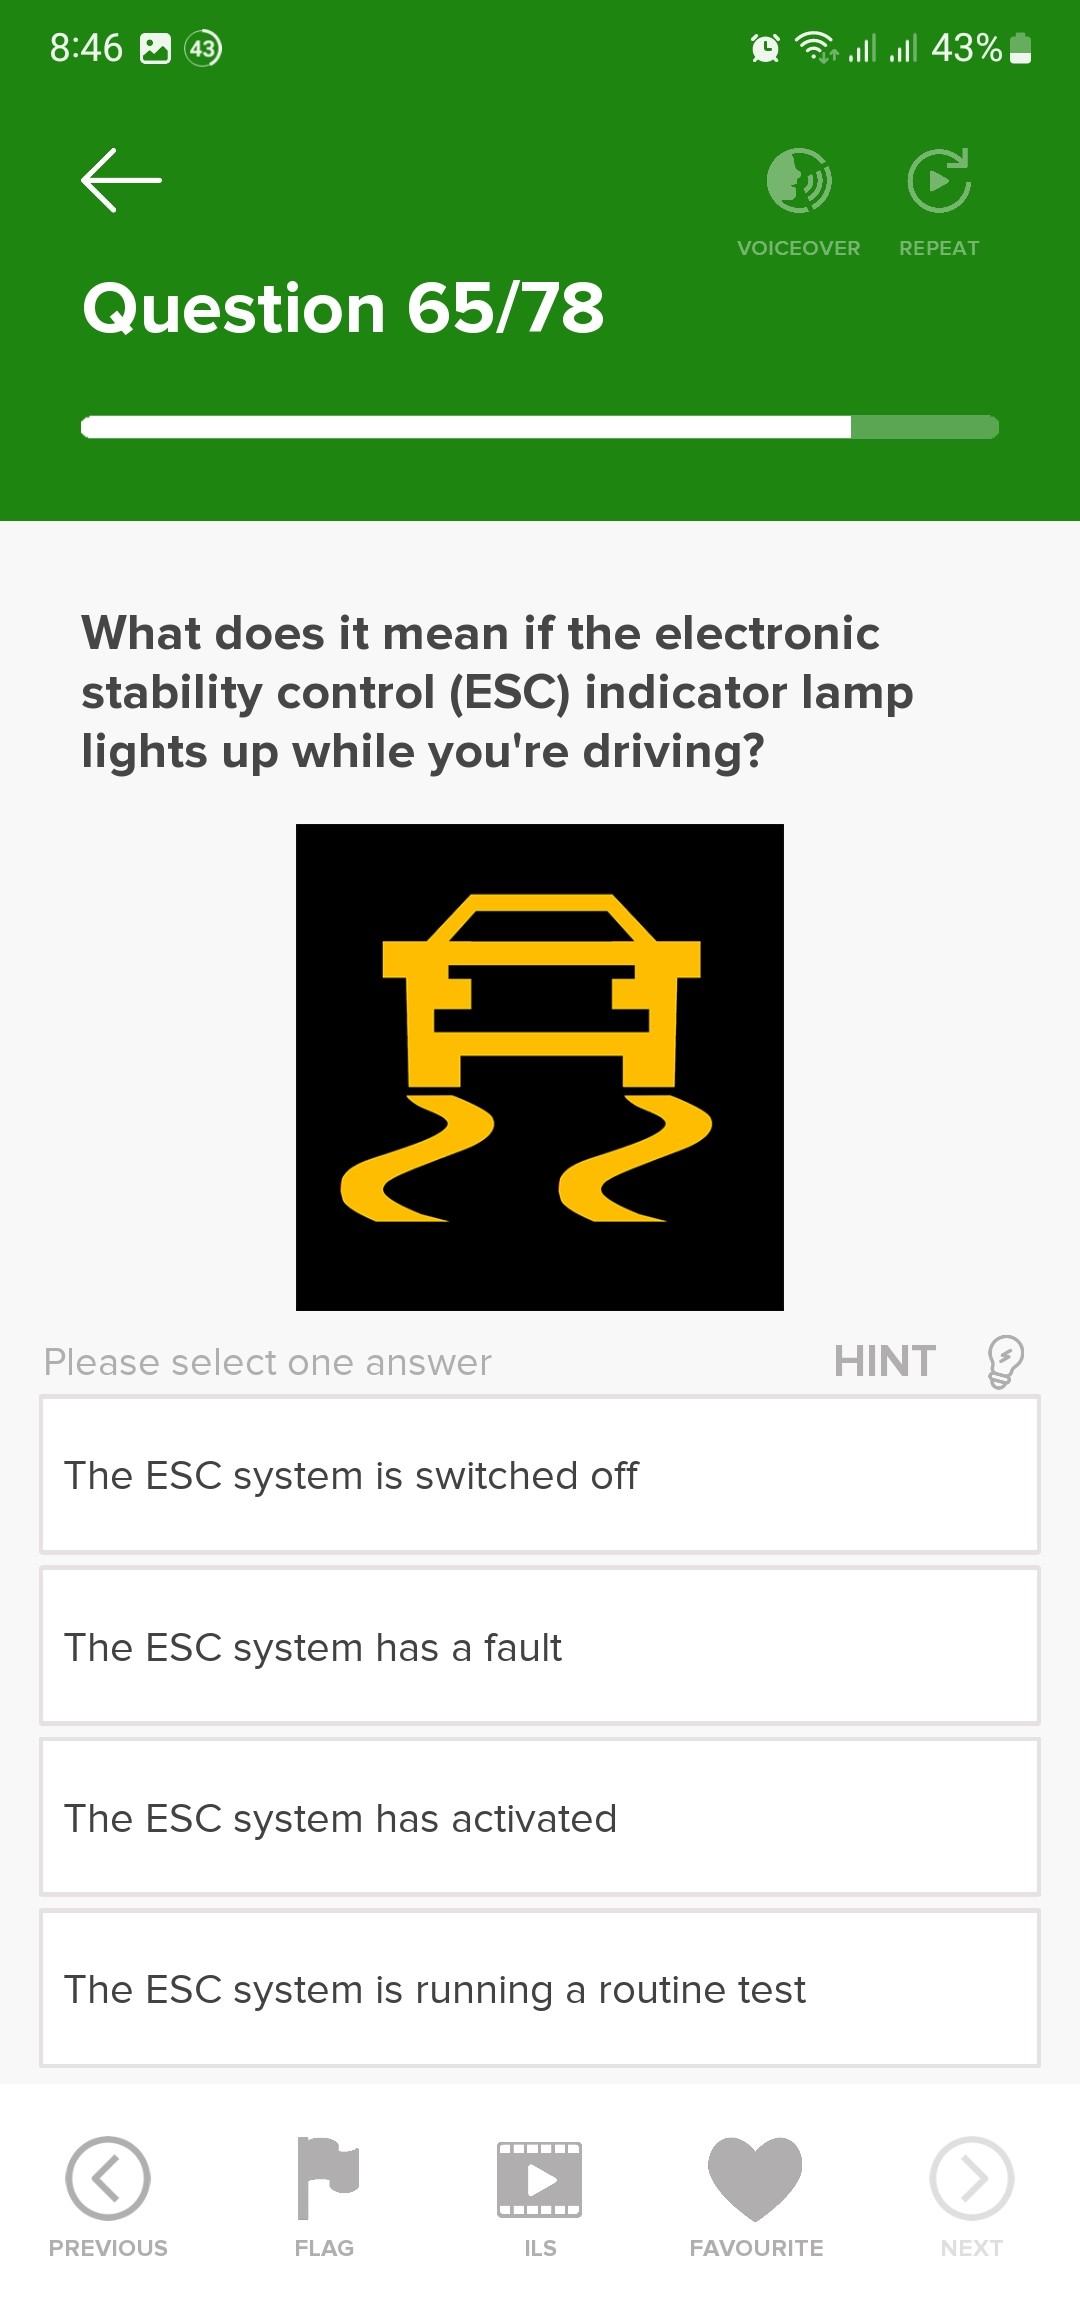 8:46
43
43%
VOICEOVER
REPEAT
Question 65/78
What does it mean if the electronic
stability control (ESC) indicator lamp
lights up while you're driving?
Please select one answer
HINT
The ESC system is switched off
The ESC system has a fault
The ESC system has activated
The ESC system is running a routine test
PREVIOUS
FLAG
ILS
FAVOURITE
NEXT